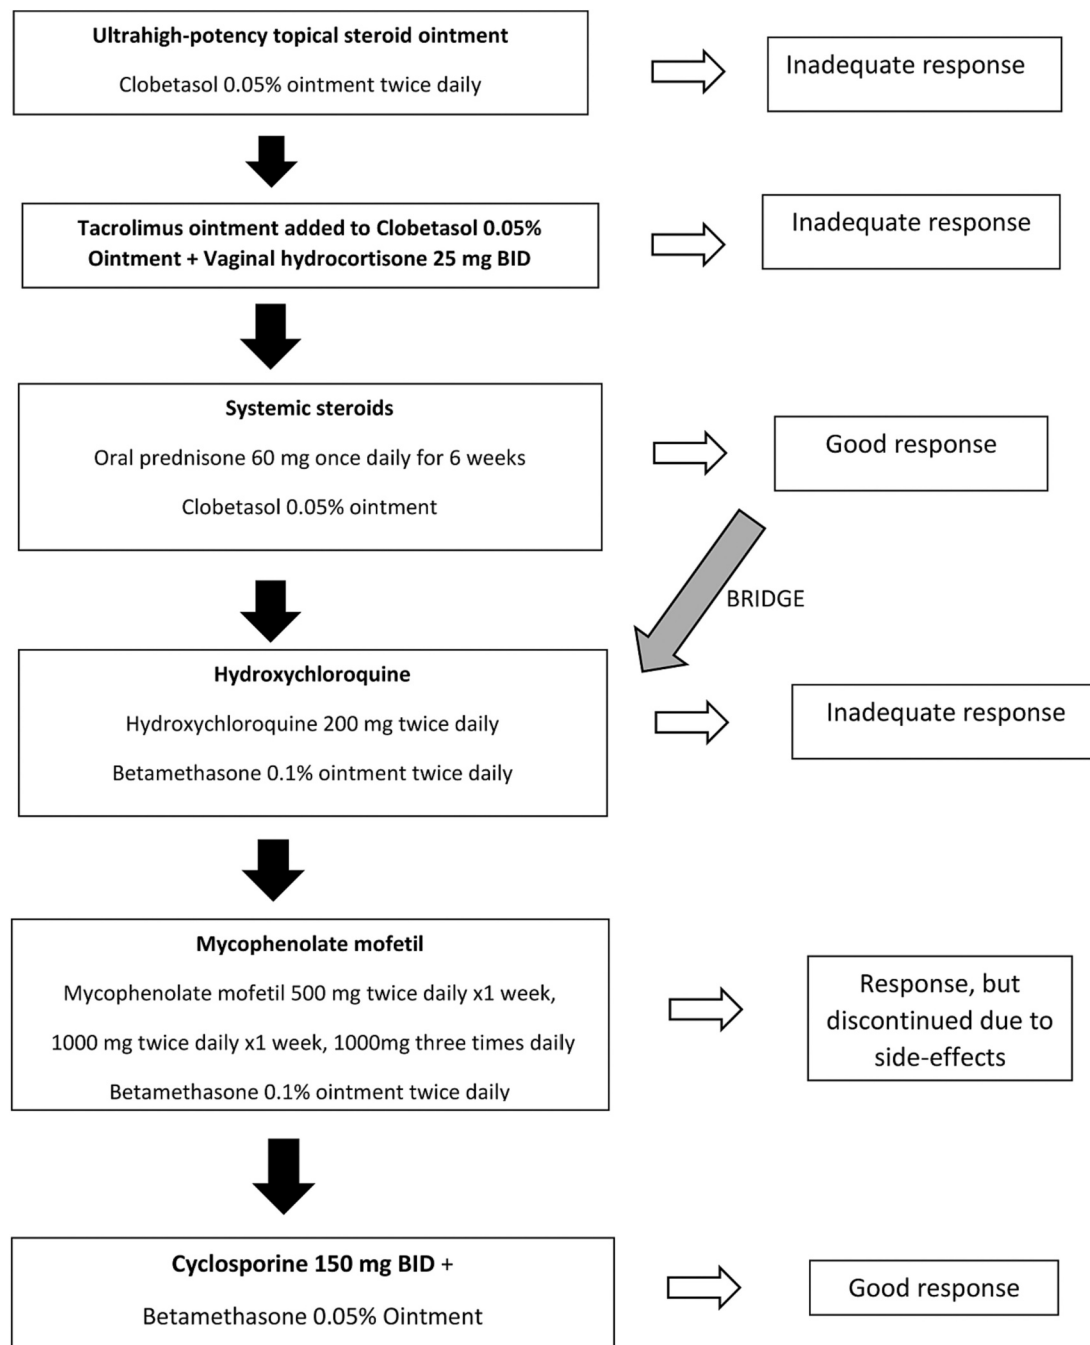 Ultrahigh-potency topical steroid ointment
Clobetasol 0.05% ointment twice daily
Inadequate response
Tacrolimus ointment added to Clobetasol 0.05%
Ointment + Vaginal hydrocortisone 25 mg BID
Inadequate response
Systemic steroids
Oral prednisone 60 mg once daily for 6 weeks
Clobetasol 0.05% ointment
Good response
BRIDGE
Hydroxychloroquine
Hydroxychloroquine 200 mg twice daily
Betamethasone 0.1% ointment twice daily
Inadequate response
Mycophenolate mofetil
Mycophenolate mofetil 500 mg twice daily x1 week,
1000 mg twice daily x1 week, 1000mg three times daily
Betamethasone 0.1% ointment twice daily
Response, but
discontinued due to
side-effects
Cyclosporine 150 mg BID +
Betamethasone 0.05% Ointment
Good response